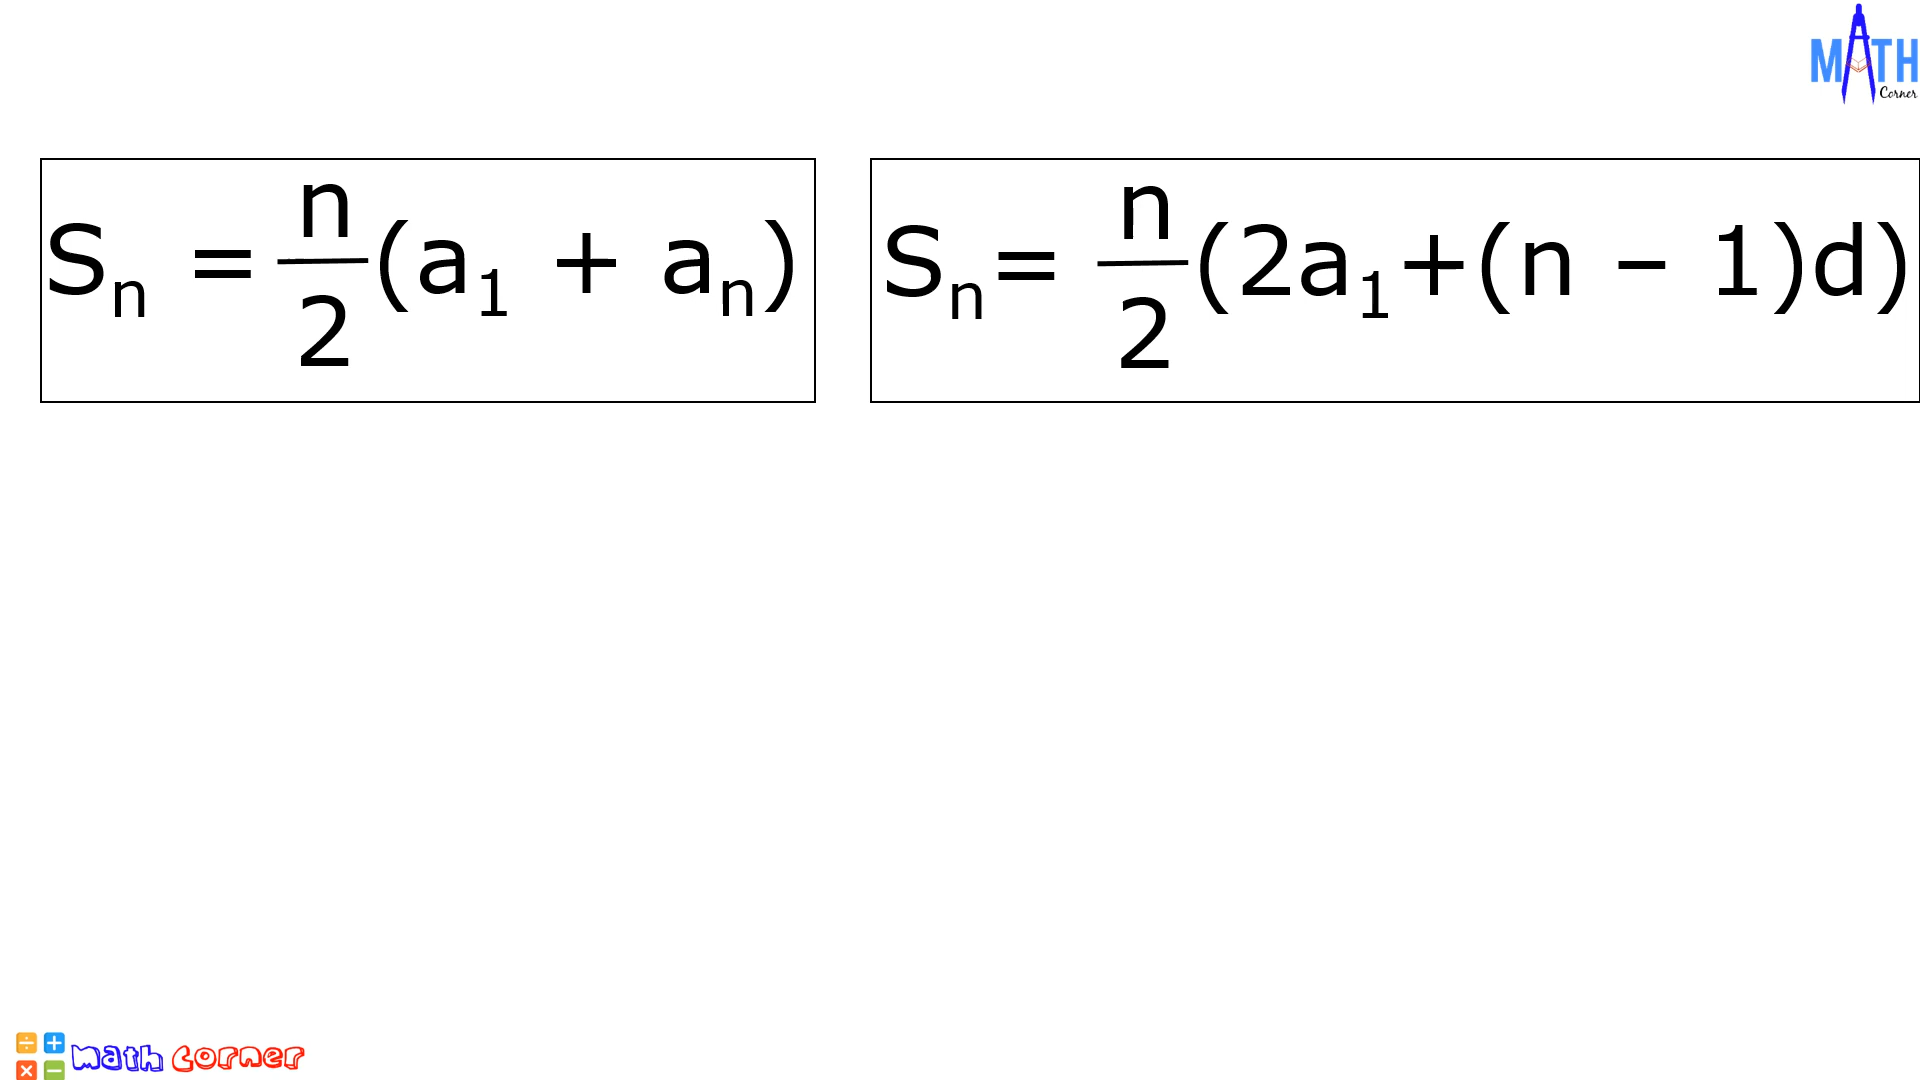 MATH
Corner
Sₙ = n/2(a₁ + aₙ)
Sₙ= n/2(2a₁+(n – 1)d)
÷ +
× −
Math Corner